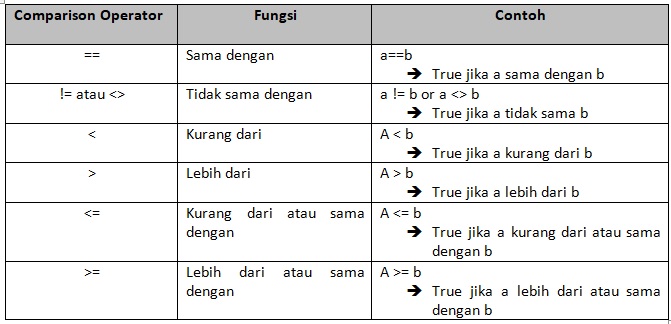 Comparison Operator Fungsi Contoh
== Sama dengan a==b
➔ True jika a sama dengan b
!= atau <> Tidak sama dengan a != b or a <> b
➔ True jika a tidak sama b
< Kurang dari A < b
➔ True jika a kurang dari b
> Lebih dari A > b
➔ True jika a lebih dari b
<= Kurang dari atau sama A <= b
dengan ➔ True jika a kurang dari atau sama
dengan b
>= Lebih dari atau sama A >= b
dengan ➔ True jika a lebih dari atau sama
dengan b